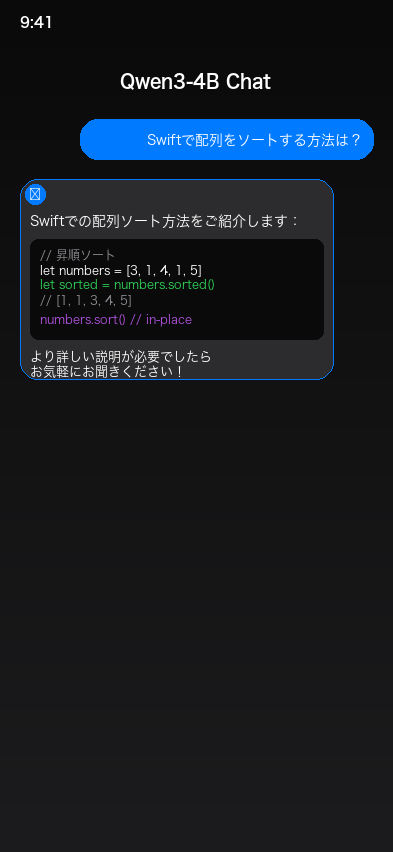 9:41
Qwen3-4B Chat
Swiftで配列をソートする方法は？
Swiftでの配列ソート方法をご紹介します：
// 昇順ソート
let numbers = [3, 1, 4, 1, 5]
let sorted = numbers.sorted()
// [1, 1, 3, 4, 5]
numbers.sort() // in-place
より詳しい説明が必要でしたら
お気軽にお聞きください！